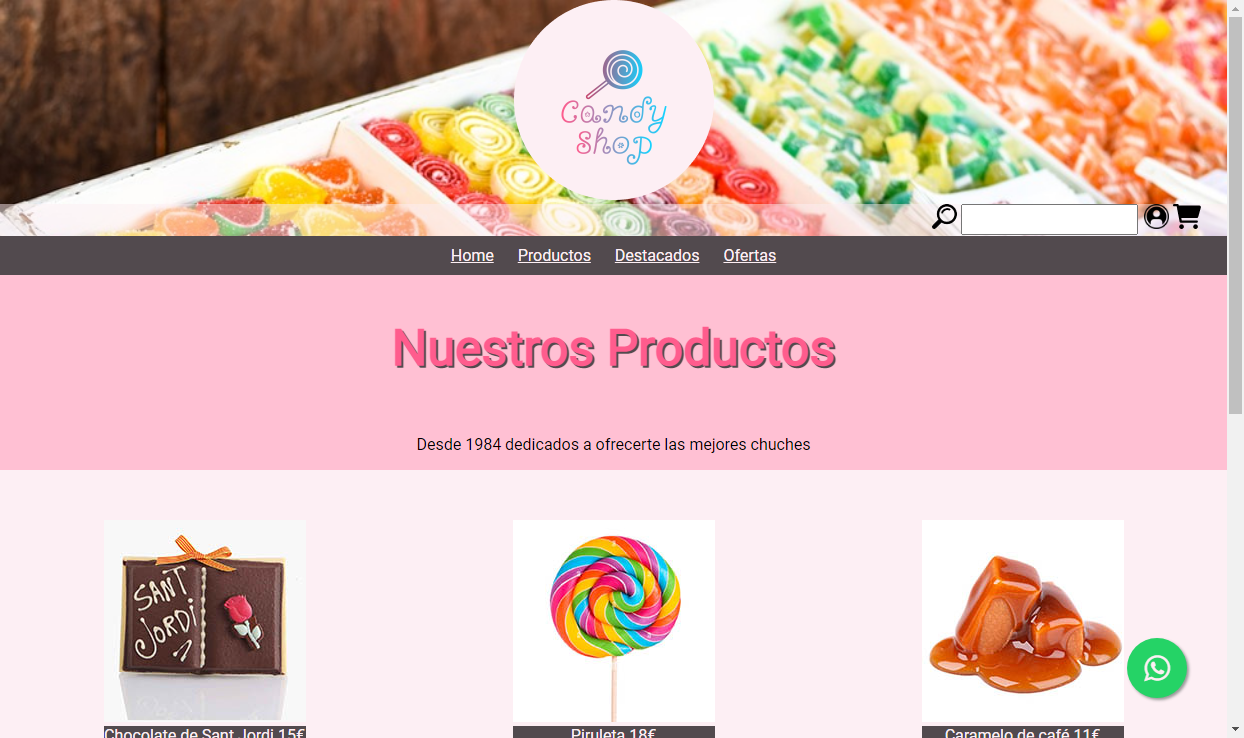 Candy
Shop
Home Productos Destacados Ofertas
Nuestros Productos
Desde 1984 dedicados a ofrecerte las mejores chuches
SANT
JORDI
Chocolate de Sant Jordi 15€ Piruleta 18€ Caramelo de café 11€